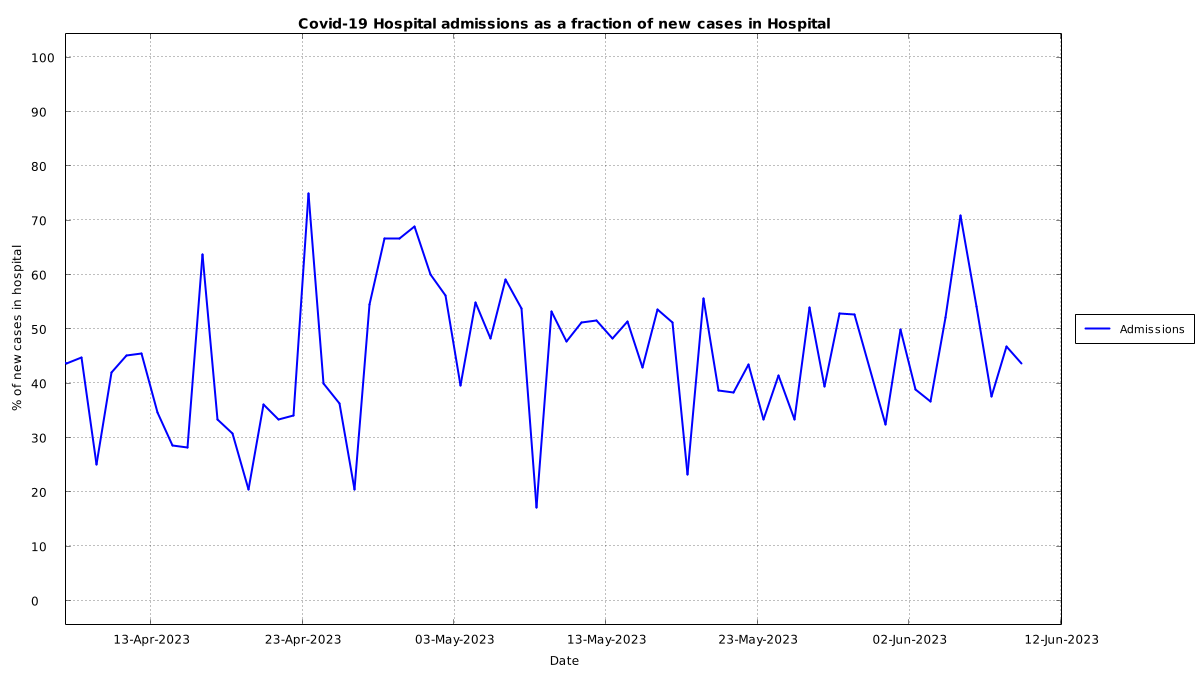 Covid-19 Hospital admissions as a fraction of new cases in Hospital
100
90
80
70
60
50
40
30
20
10
0
% of new cases in hospital
13-Apr-2023
23-Apr-2023
03-May-2023
13-May-2023
23-May-2023
02-Jun-2023
12-Jun-2023
Date
Admissions